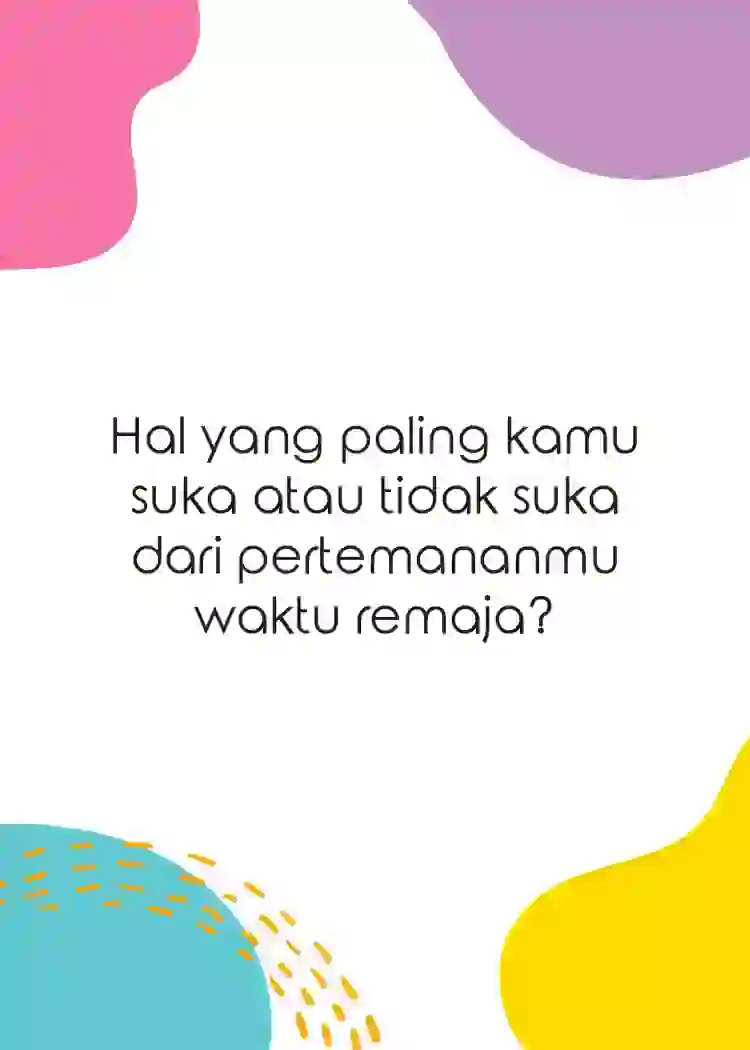 Hal yang paling kamu
suka atau tidak suka
dari pertemananmu
waktu remaja?